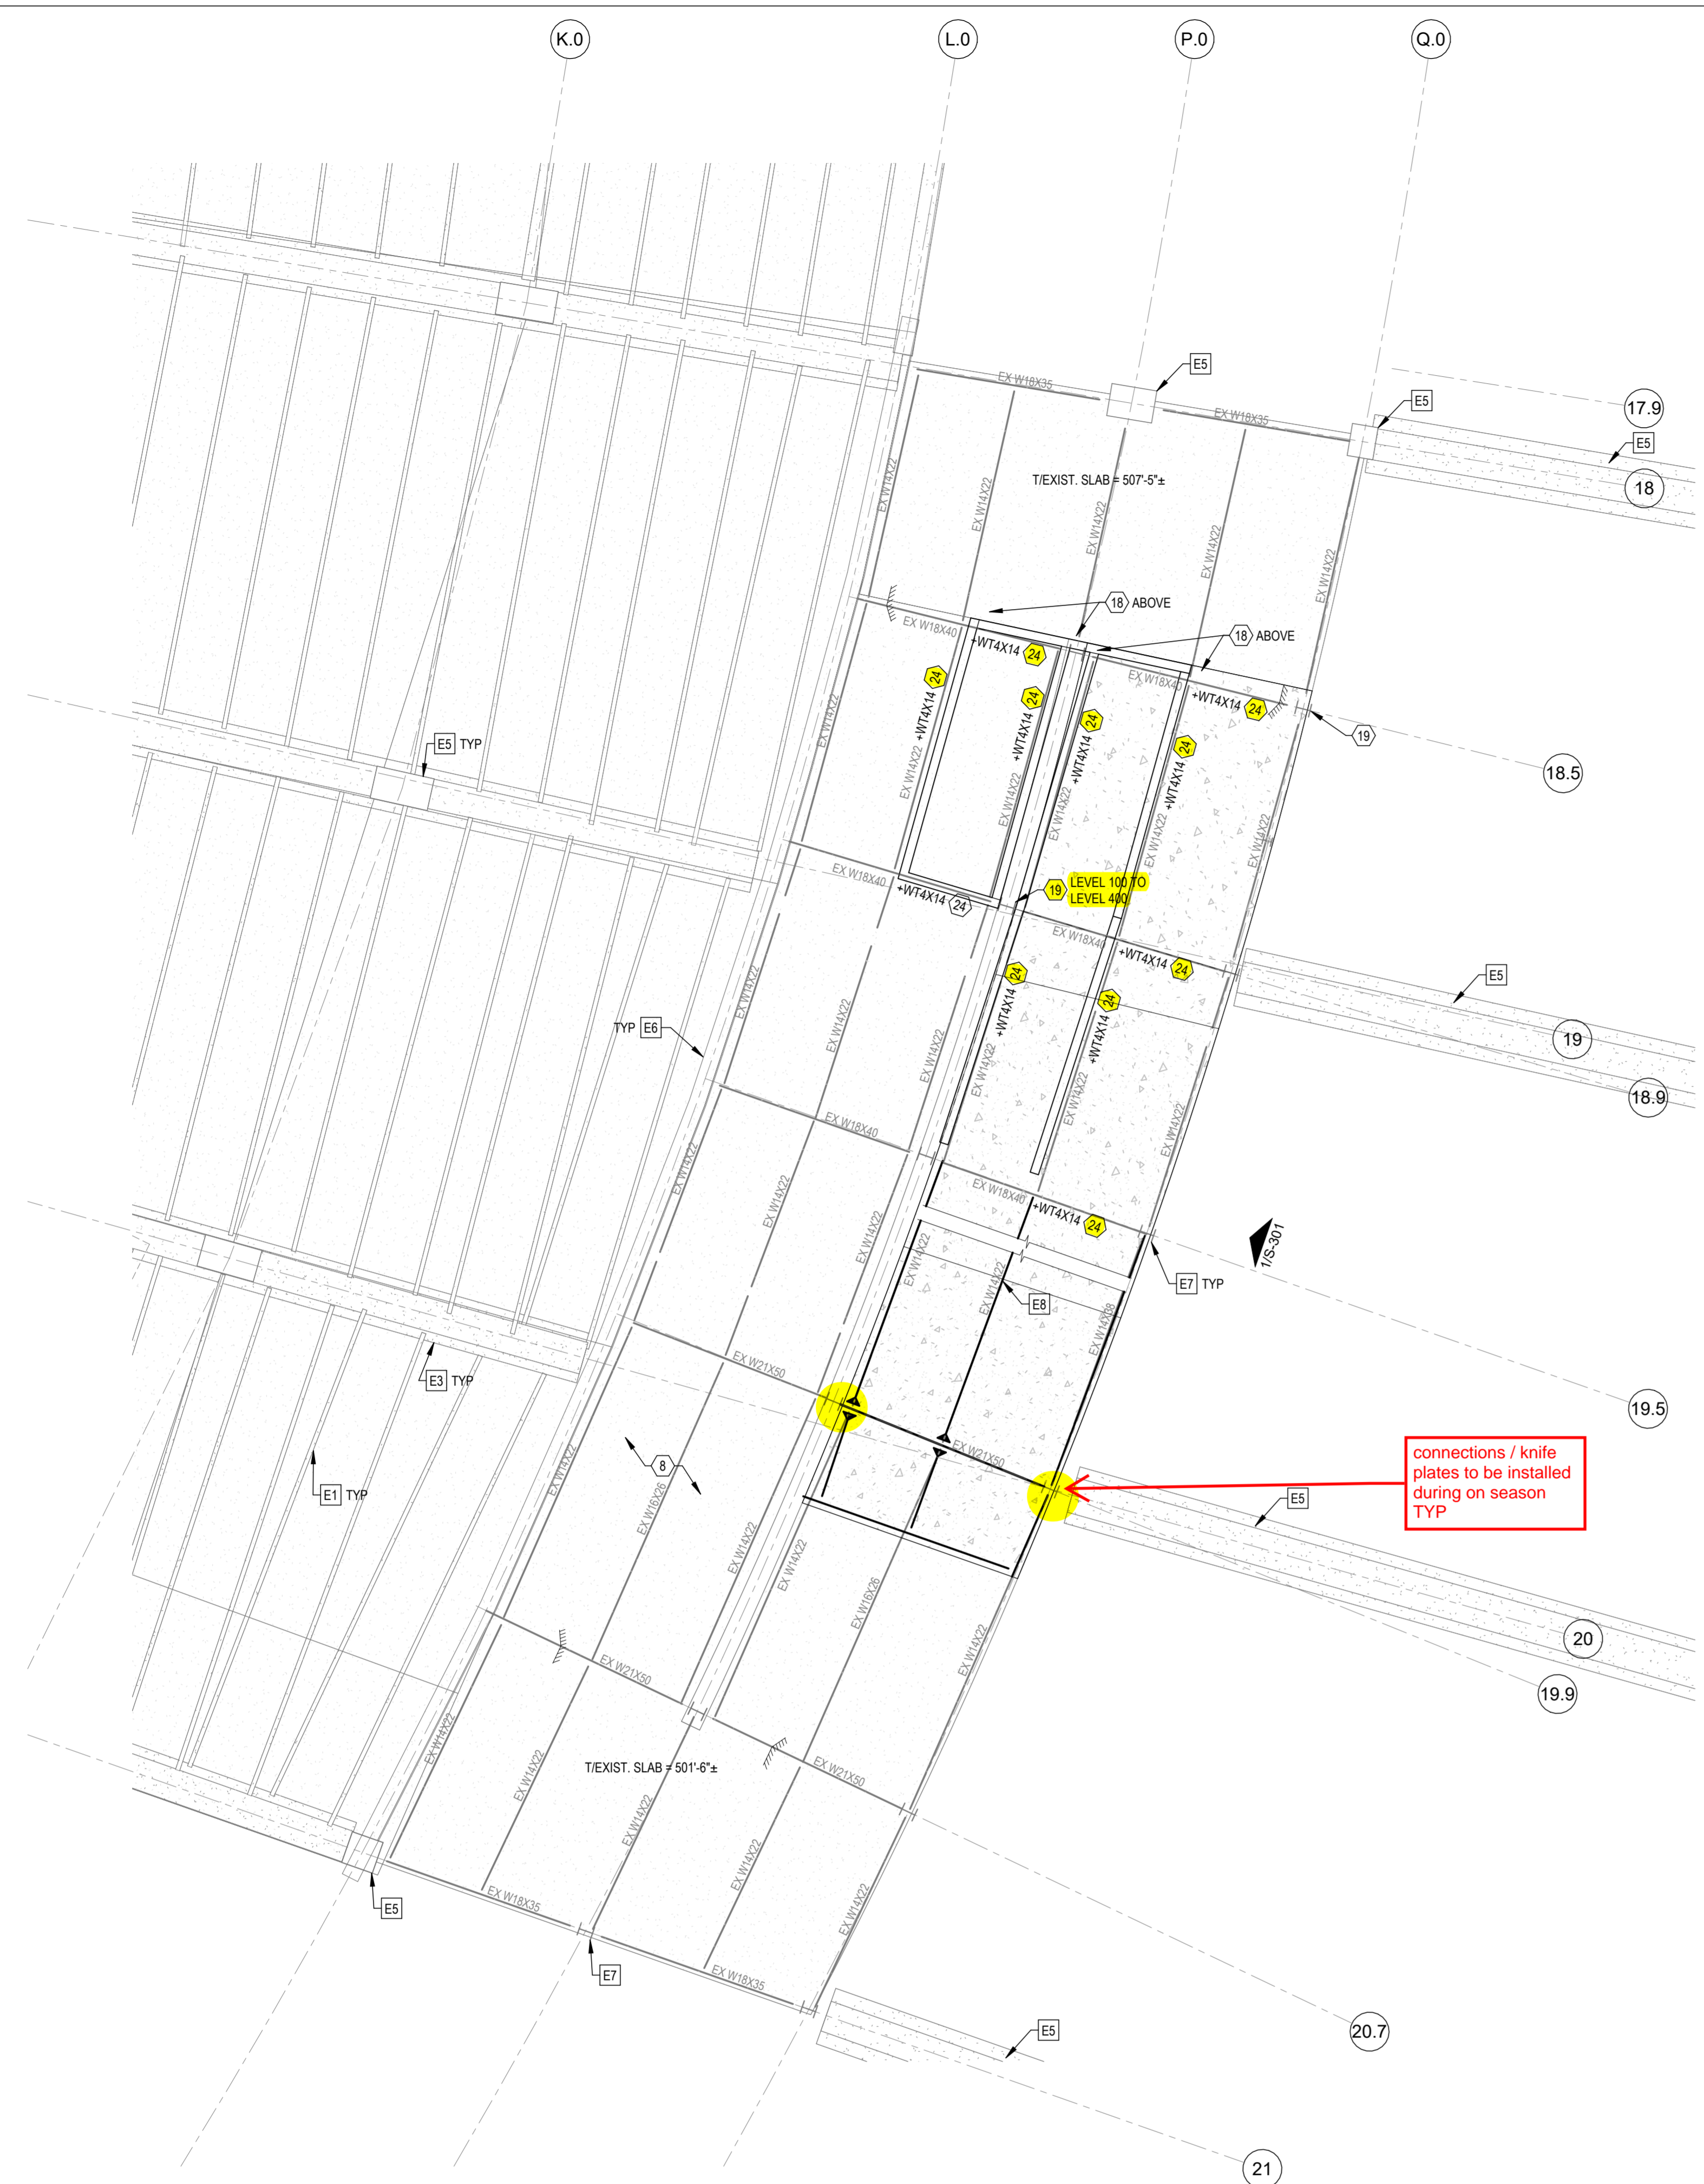 K.0
L.0
P.0
Q.0
E5
EX W18X35
17.9
E5
EX W18X35
E5
EX W14X22
T/EXIST. SLAB = 507'-5"±
18
EX W14X22
EX W14X22
EX W14X22
EX W14X22
18 ABOVE
EX W18X40
18 ABOVE
+WT4X14 24
24
EX W18X40
24
+WT4X14 24
EX W14X22 +WT4X14
+WT4X14
24
19
EX W14X22
24
E5 TYP
+WT4X14
+WT4X14
18.5
EX W14X22
EX W14X22
EX W14X22
EX W14X22
EX W18X40
19 LEVEL 100 TO
LEVEL 400
+WT4X14 24
EX W18X40
+WT4X14 24
24
E5
EX W14X22
24
+WT4X14
EX W14X22
TYP E6
+WT4X14
19
EX W14X22
EX W14X22
EX W14X22
18.9
EX W18X40
EX W14X22
EX W14X22
EX W18X40
EX W14X22
+WT4X14 24
EX W14X22
1/S-301
EX W14X22
EX W14X22
E7 TYP
E8
EX W14X38
E3 TYP
EX W21X50
19.5
EX W21X50
connections / knife
plates to be installed
during on season
TYP
8
EX W14X22
E1 TYP
EX W16X26
E5
EX W14X22
EX W14X22
EX W16X26
20
EX W14X22
EX W21X50
19.9
EX W14X22
T/EXIST. SLAB = 501'-6"±
EX W21X50
EX W14X22
EX W14X22
EX W14X22
EX W18X35
EX W14X22
E5
E7
EX W18X35
E5
20.7
21